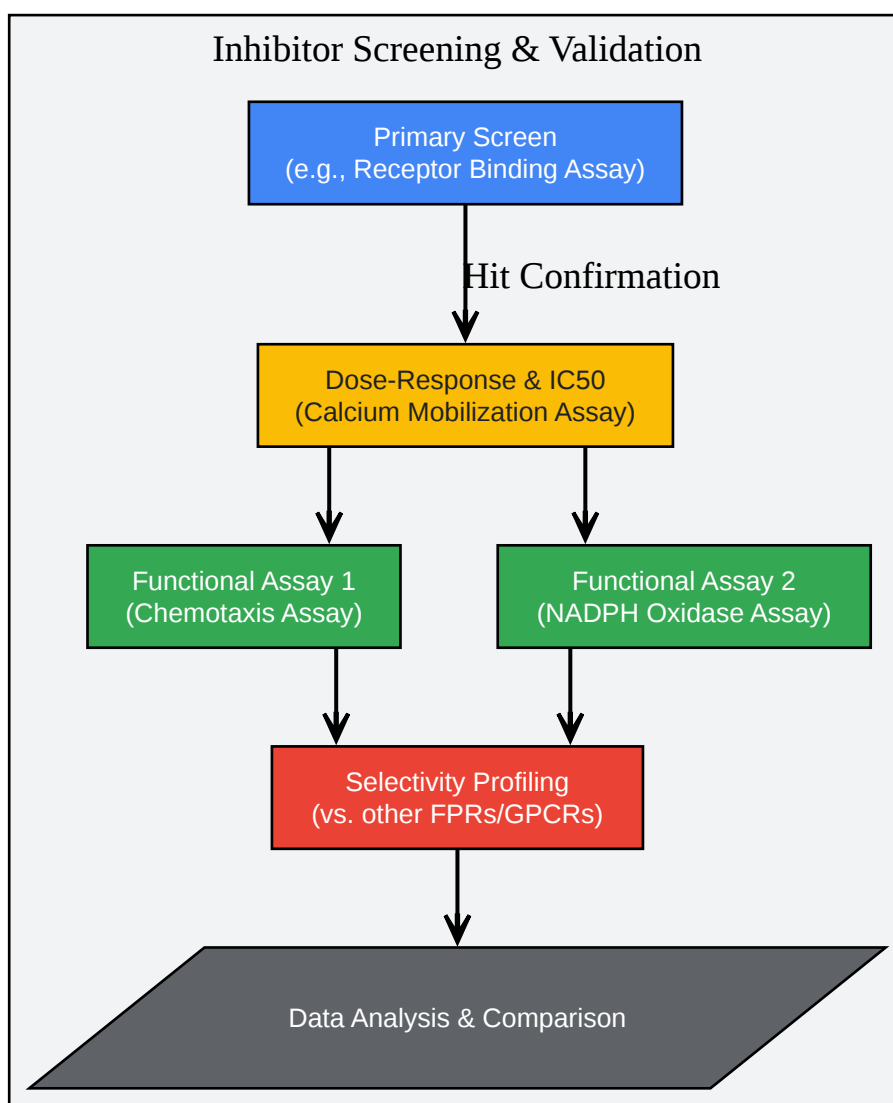 Inhibitor Screening & Validation
Primary Screen
(e.g., Receptor Binding Assay)
Hit Confirmation
Dose-Response & IC50
(Calcium Mobilization Assay)
Functional Assay 1
(Chemotaxis Assay)
Functional Assay 2
(NADPH Oxidase Assay)
Selectivity Profiling
(vs. other FPRs/GPCRs)
Data Analysis & Comparison